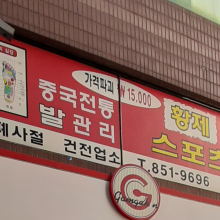 가격파괴 ₩15,000
중국전통
발 관 리
황제
스포츠
체사절 건전업소
T.851-9696